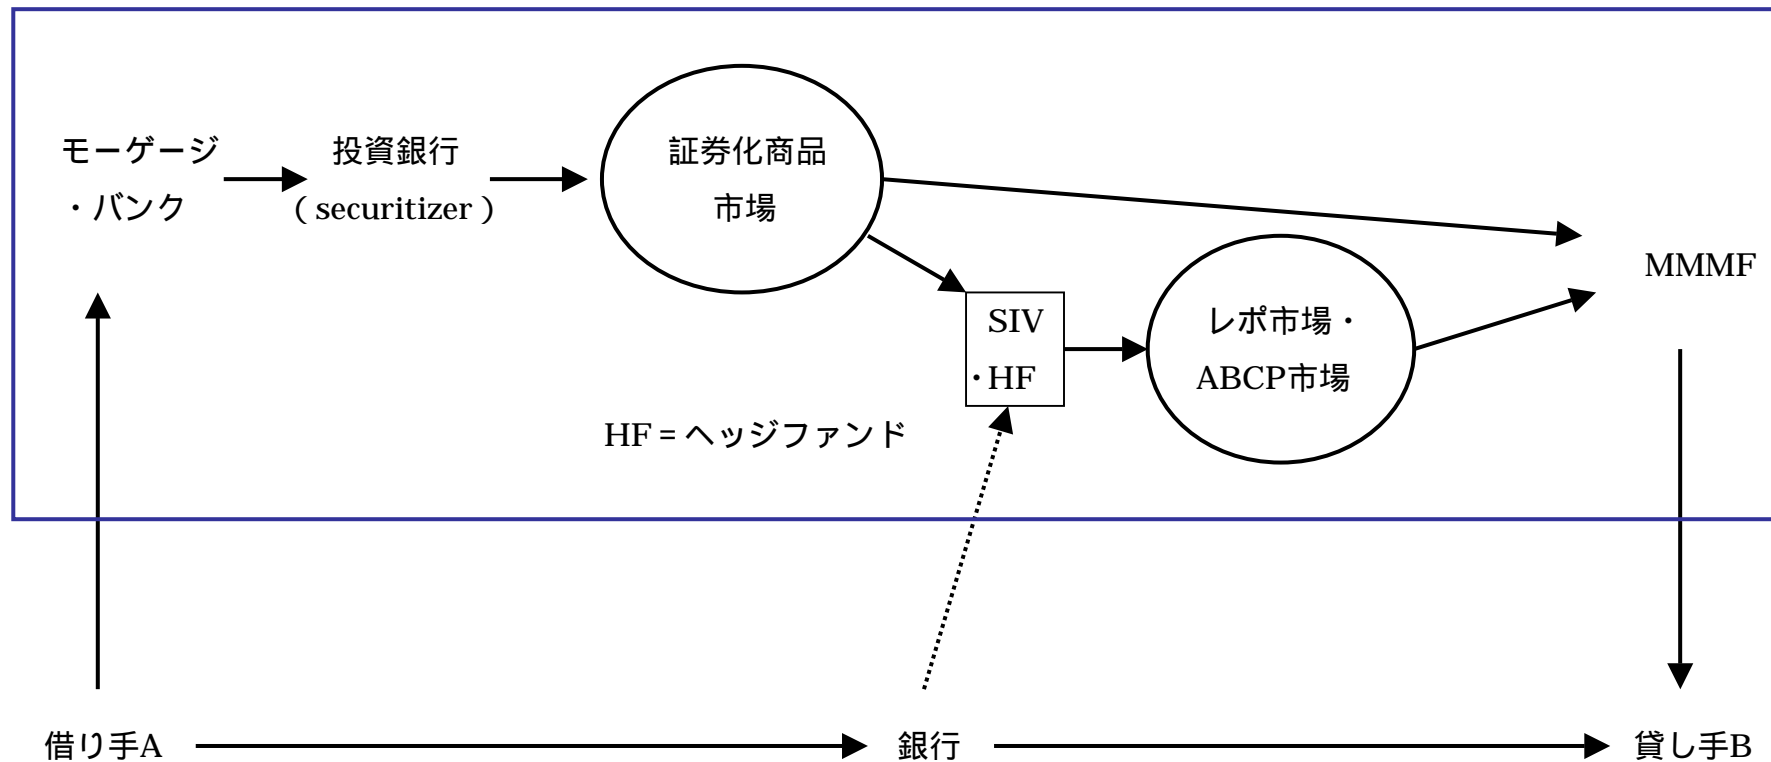 モーゲージ
・バンク
投資銀行
（securitizer）
証券化商品
市場
MMMF
SIV
・HF
レポ市場・
ABCP市場
HF=ヘッジファンド
借り手A
銀行
貸し手B